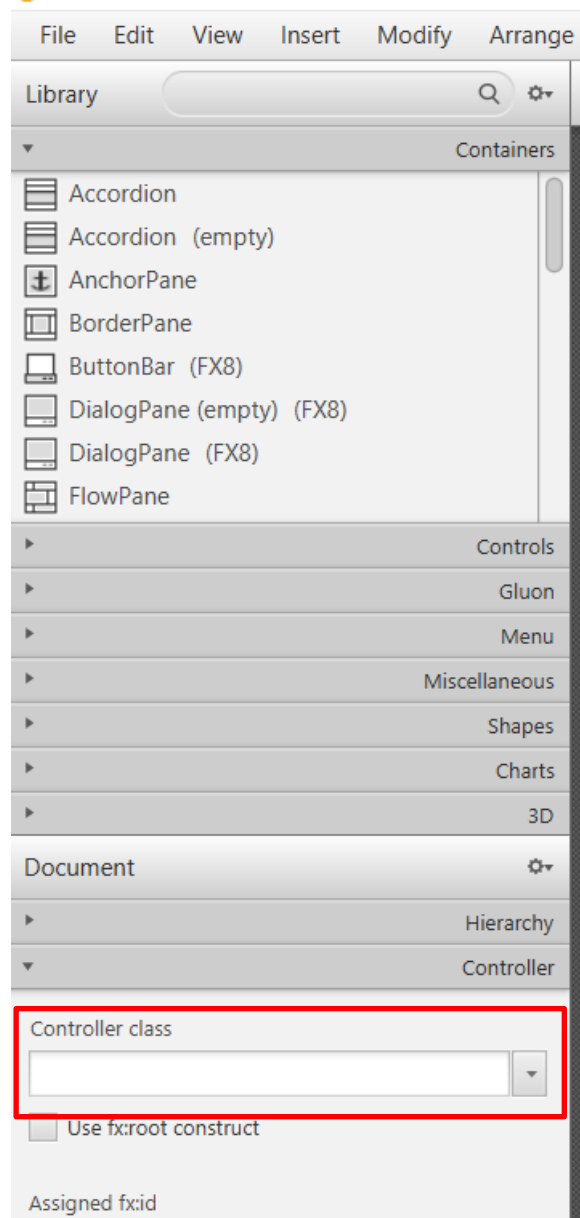 File Edit View Insert Modify Arrange
Library
Containers
Accordion
Accordion (empty)
AnchorPane
BorderPane
ButtonBar (FX8)
DialogPane (empty) (FX8)
DialogPane (FX8)
FlowPane
Controls
Gluon
Menu
Miscellaneous
Shapes
Charts
3D
Document
Hierarchy
Controller
Controller class
Use fx:root construct
Assigned fx:id